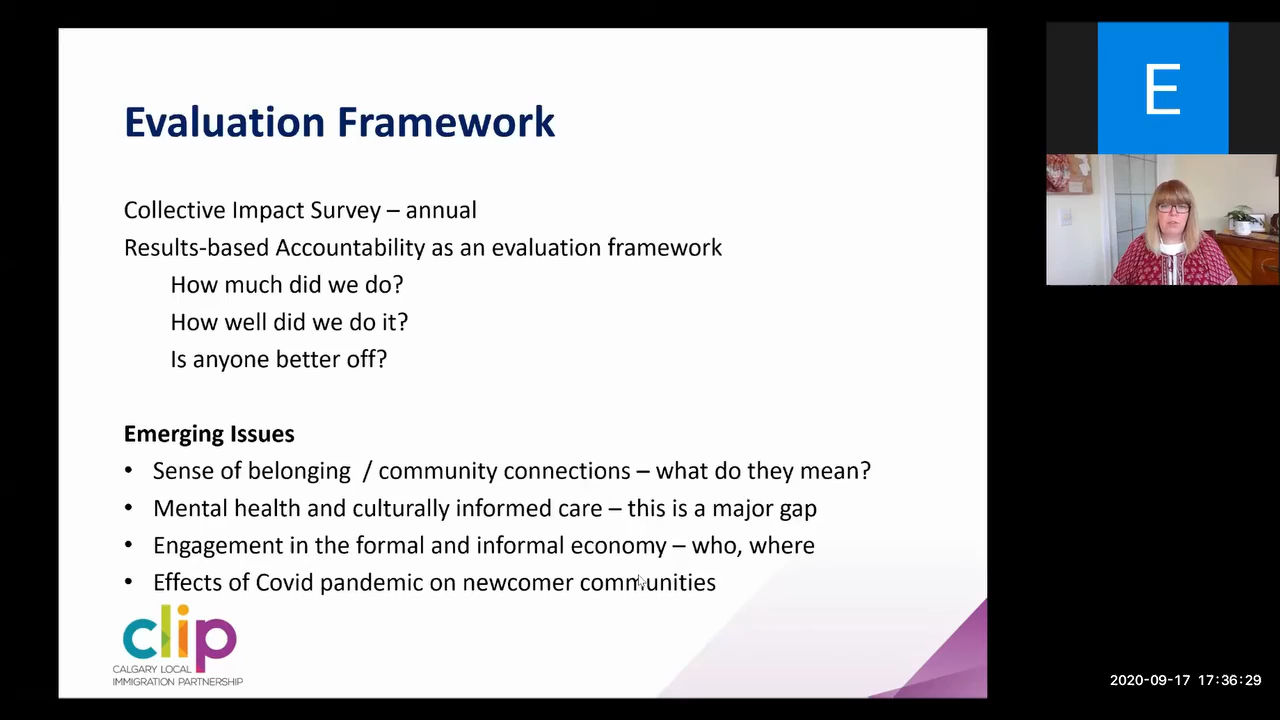 Evaluation Framework
Collective Impact Survey – annual
Results-based Accountability as an evaluation framework
How much did we do?
How well did we do it?
Is anyone better off?
Emerging Issues
• Sense of belonging / community connections – what do they mean?
• Mental health and culturally informed care – this is a major gap
• Engagement in the formal and informal economy – who, where
• Effects of Covid pandemic on newcomer communities
clip
CALGARY LOCAL
IMMIGRATION PARTNERSHIP
E
2020-09-17 17:36:29